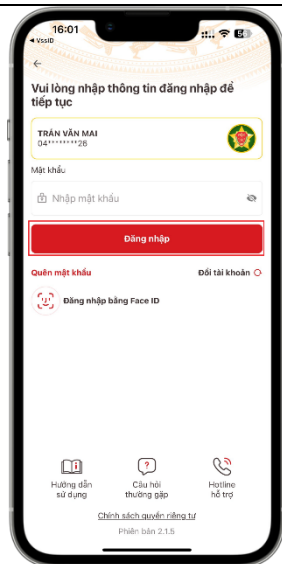 16:01
◀ VssID
Vui lòng nhập thông tin đăng nhập để
tiếp tục
TRẦN VĂN MAI
04********28
Mật khẩu
Nhập mật khẩu
Đăng nhập
Quên mật khẩu
Đổi tài khoản
Đăng nhập bằng Face ID
Hướng dẫn
sử dụng
Câu hỏi
thường gặp
Hotline
hỗ trợ
Chính sách quyền riêng tư
Phiên bản 2.1.5